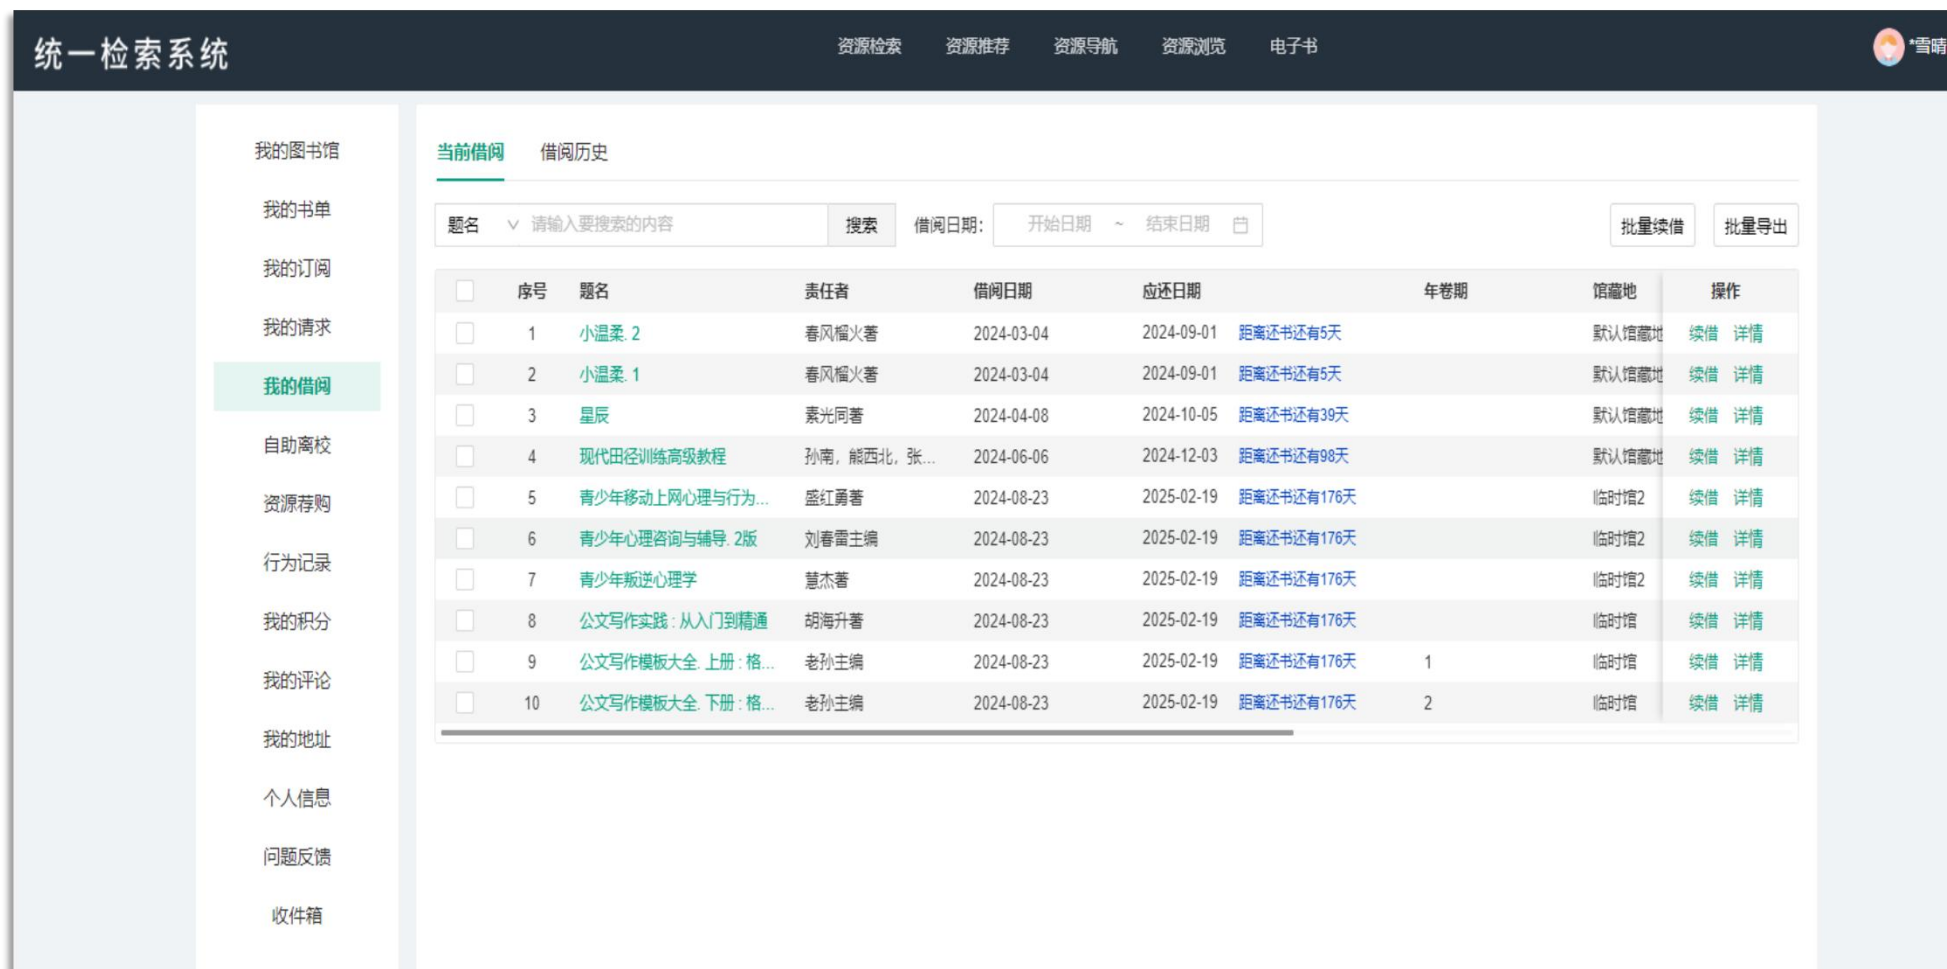 统一检索系统
资源检索 资源推荐 资源导航 资源浏览 电子书
*雪晴
我的图书馆
我的书单
我的订阅
我的请求
我的借阅
自助离校
资源荐购
行为记录
我的积分
我的评论
我的地址
个人信息
问题反馈
收件箱
当前借阅 借阅历史
题名 请输入要搜索的内容 搜索 借阅日期: 开始日期 ~ 结束日期 批量续借 批量导出
序号 题名 责任者 借阅日期 应还日期 年卷期 馆藏地 操作
1 小温柔. 2 春风榴火著 2024-03-04 2024-09-01 距离还书还有5天 默认馆藏地 续借 详情
2 小温柔. 1 春风榴火著 2024-03-04 2024-09-01 距离还书还有5天 默认馆藏地 续借 详情
3 星辰 素光同著 2024-04-08 2024-10-05 距离还书还有39天 默认馆藏地 续借 详情
4 现代田径训练高级教程 孙南, 熊西北, 张... 2024-06-06 2024-12-03 距离还书还有98天 默认馆藏地 续借 详情
5 青少年移动上网心理与行为... 盛红勇著 2024-08-23 2025-02-19 距离还书还有176天 临时馆2 续借 详情
6 青少年心理咨询与辅导. 2版 刘春雷主编 2024-08-23 2025-02-19 距离还书还有176天 临时馆2 续借 详情
7 青少年叛逆心理学 慧杰著 2024-08-23 2025-02-19 距离还书还有176天 临时馆2 续借 详情
8 公文写作实践 : 从入门到精通 胡海升著 2024-08-23 2025-02-19 距离还书还有176天 临时馆 续借 详情
9 公文写作模板大全. 上册 : 格... 老孙主编 2024-08-23 2025-02-19 距离还书还有176天 1 临时馆 续借 详情
10 公文写作模板大全. 下册 : 格... 老孙主编 2024-08-23 2025-02-19 距离还书还有176天 2 临时馆 续借 详情